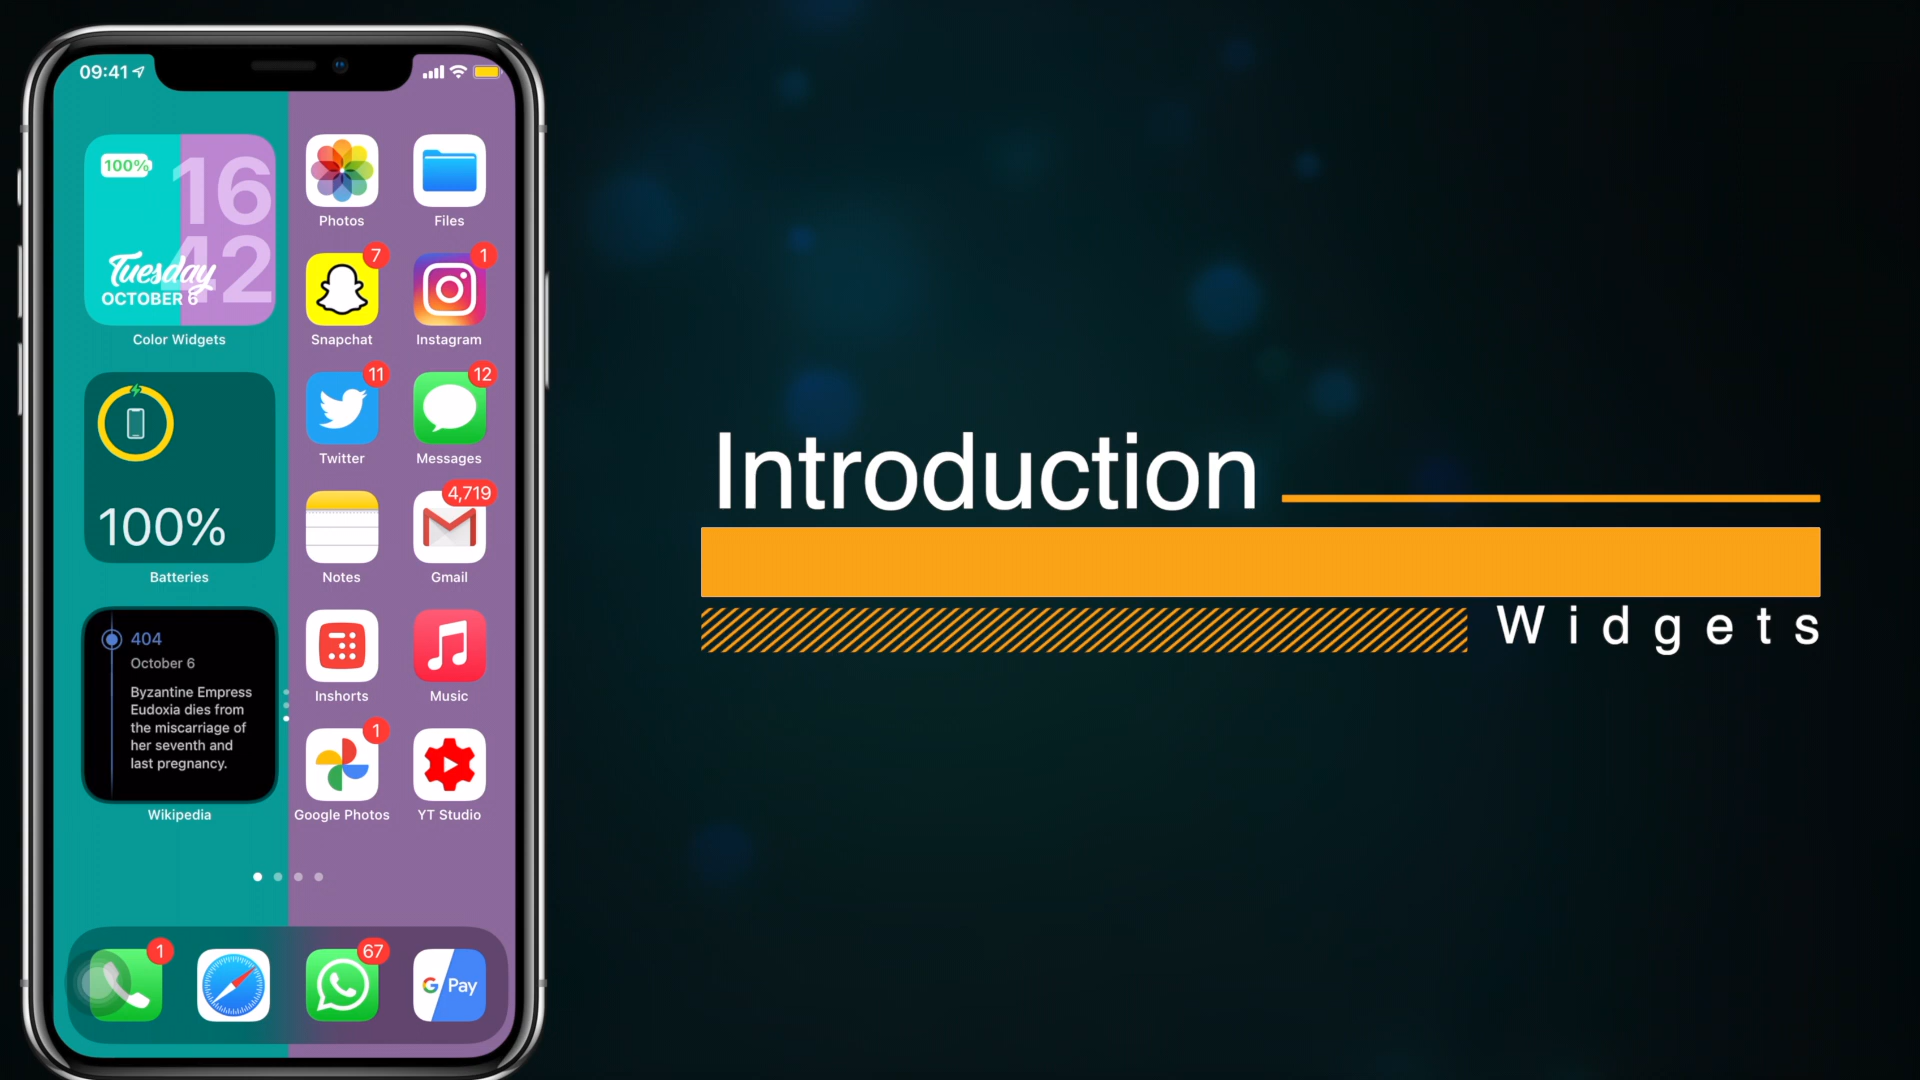 09:41
100%
16
42
Tuesday
OCTOBER 6
Color Widgets
Photos
Files
7
Snapchat
1
Instagram
100%
Batteries
11
Twitter
12
Messages
Notes
4,719
Gmail
404
October 6
Byzantine Empress
Eudoxia dies from
the miscarriage of
her seventh and
last pregnancy.
Wikipedia
Inshorts
Music
1
Google Photos
YT Studio
1
67
G Pay
Introduction
Widgets